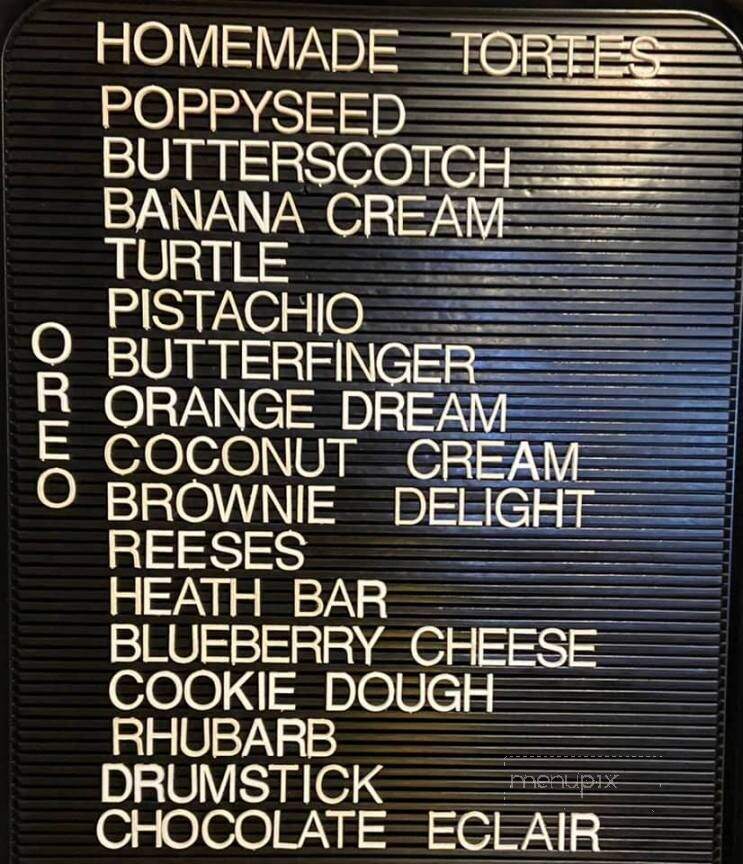 HOMEMADE TORTES
POPPYSEED
BUTTERSCOTCH
BANANA CREAM
TURTLE
PISTACHIO
BUTTERFINGER
ORANGE DREAM
COCONUT CREAM
BROWNIE DELIGHT
REESES
HEATH BAR
BLUEBERRY CHEESE
COOKIE DOUGH
RHUBARB
DRUMSTICK
CHOCOLATE ECLAIR
OREO
menupix